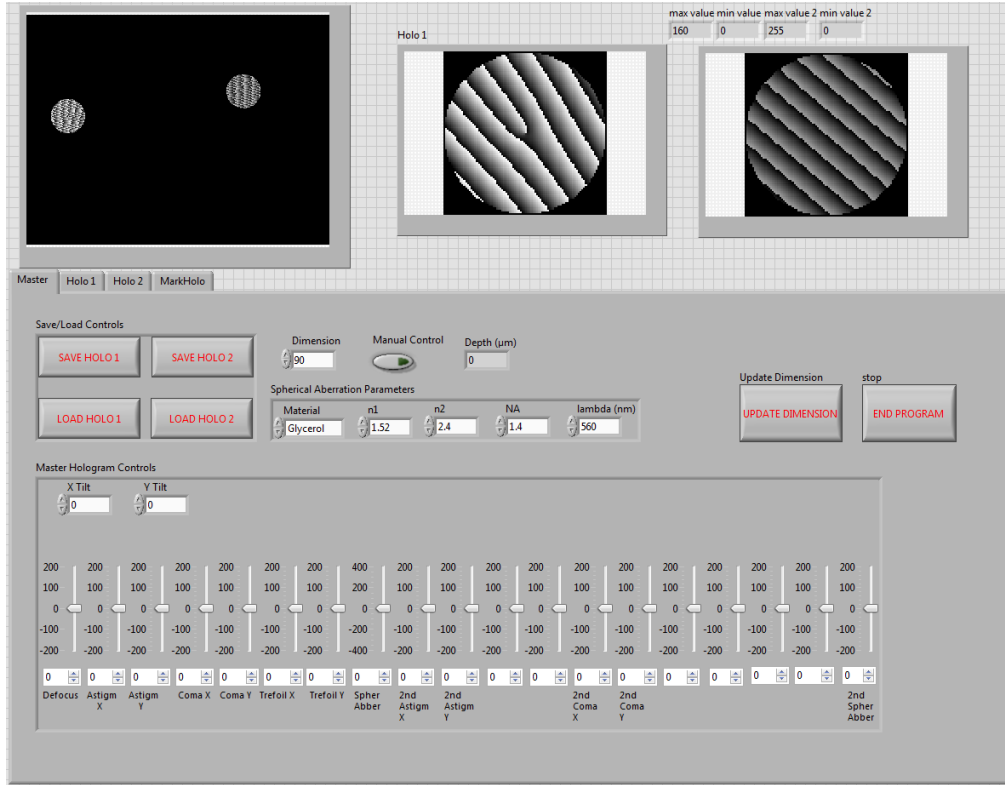 max value min value max value 2 min value 2
160 0 255 0
Holo 1
Master Holo 1 Holo 2 MarkHolo
Save/Load Controls
SAVE HOLO 1 SAVE HOLO 2
LOAD HOLO 1 LOAD HOLO 2
Dimension Manual Control Depth (µm)
90 0
Spherical Aberration Parameters
Material n1 n2 NA lambda (nm)
Glycerol 1.52 2.4 1.4 560
Update Dimension stop
UPDATE DIMENSION END PROGRAM
Master Hologram Controls
X Tilt Y Tilt
0 0
200 200 200 200 200 200 200 400 200 200 200 200 200 200 200 200 200 200 200
100 100 100 100 100 100 100 200 100 100 100 100 100 100 100 100 100 100 100
0 0 0 0 0 0 0 0 0 0 0 0 0 0 0 0 0 0 0
-100 -100 -100 -100 -100 -100 -100 -200 -100 -100 -100 -100 -100 -100 -100 -100 -100 -100 -100
-200 -200 -200 -200 -200 -200 -200 -400 -200 -200 -200 -200 -200 -200 -200 -200 -200 -200 -200
0 0 0 0 0 0 0 0 0 0 0 0 0 0 0 0 0 0 0
Defocus Astigm Astigm Coma X Coma Y Trefoil X Trefoil Y Spher 2nd 2nd 2nd 2nd 2nd
X Y Abber Astigm Astigm Coma Coma Spher
X Y X Y Abber